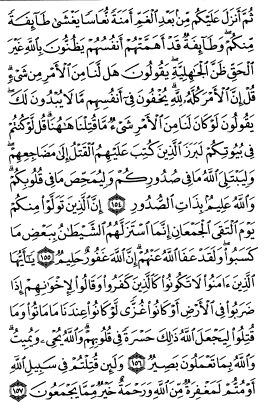 ثُمَّ أَنزَلَ عَلَيْكُم مِّنۢ بَعْدِ ٱلْغَمِّ أَمَنَةً نُّعَاسًا يَغْشَىٰ طَآئِفَةً
مِّنكُمْ ۖ وَطَآئِفَةٌ قَدْ أَهَمَّتْهُمْ أَنفُسُهُمْ يَظُنُّونَ بِٱللَّهِ غَيْرَ
ٱلْحَقِّ ظَنَّ ٱلْجَٰهِلِيَّةِ ۖ يَقُولُونَ هَل لَّنَا مِنَ ٱلْأَمْرِ مِن شَىْءٍ ۗ
قُلْ إِنَّ ٱلْأَمْرَ كُلَّهُۥ لِلَّهِ ۗ يُخْفُونَ فِىٓ أَنفُسِهِم مَّا لَا يُبْدُونَ لَكَ ۖ
يَقُولُونَ لَوْ كَانَ لَنَا مِنَ ٱلْأَمْرِ شَىْءٌ مَّا قُتِلْنَا هَٰهُنَا ۗ قُل لَّوْ كُنتُمْ
فِى بُيُوتِكُمْ لَبَرَزَ ٱلَّذِينَ كُتِبَ عَلَيْهِمُ ٱلْقَتْلُ إِلَىٰ مَضَاجِعِهِمْ ۖ
وَلِيَبْتَلِىَ ٱللَّهُ مَا فِى صُدُورِكُمْ وَلِيُمَحِّصَ مَا فِى قُلُوبِكُمْ ۗ
وَٱللَّهُ عَلِيمٌۢ بِذَاتِ ٱلصُّدُورِ ١٥٤ إِنَّ ٱلَّذِينَ تَوَلَّوْا۟ مِنكُمْ
يَوْمَ ٱلْتَقَى ٱلْجَمْعَانِ إِنَّمَا ٱسْتَزَلَّهُمُ ٱلشَّيْطَٰنُ بِبَعْضِ مَا
كَسَبُوا۟ ۖ وَلَقَدْ عَفَا ٱللَّهُ عَنْهُمْ ۗ إِنَّ ٱللَّهَ غَفُورٌ حَلِيمٌ ١٥٥ يَٰٓأَيُّهَا
ٱلَّذِينَ ءَامَنُوا۟ لَا تَكُونُوا۟ كَٱلَّذِينَ كَفَرُوا۟ وَقَالُوا۟ لِإِخْوَٰنِهِمْ إِذَا
ضَرَبُوا۟ فِى ٱلْأَرْضِ أَوْ كَانُوا۟ غُزًّى لَّوْ كَانُوا۟ عِندَنَا مَا مَاتُوا۟ وَمَا
قُتِلُوا۟ لِيَجْعَلَ ٱللَّهُ ذَٰلِكَ حَسْرَةً فِى قُلُوبِهِمْ ۗ وَٱللَّهُ يُحْىِۦ وَيُمِيتُ ۗ
وَٱللَّهُ بِمَا تَعْمَلُونَ بَصِيرٌ ١٥٦ وَلَئِن قُتِلْتُمْ فِى سَبِيلِ ٱللَّهِ
أَوْ مُتُّمْ لَمَغْفِرَةٌ مِّنَ ٱللَّهِ وَرَحْمَةٌ خَيْرٌ مِّمَّا يَجْمَعُونَ ١٥٧